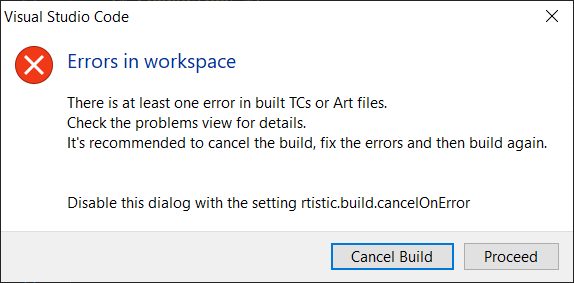 Visual Studio Code
Errors in workspace
There is at least one error in built TCs or Art files.
Check the problems view for details.
It's recommended to cancel the build, fix the errors and then build again.
Disable this dialog with the setting rtistic.build.cancelOnError
Cancel Build
Proceed